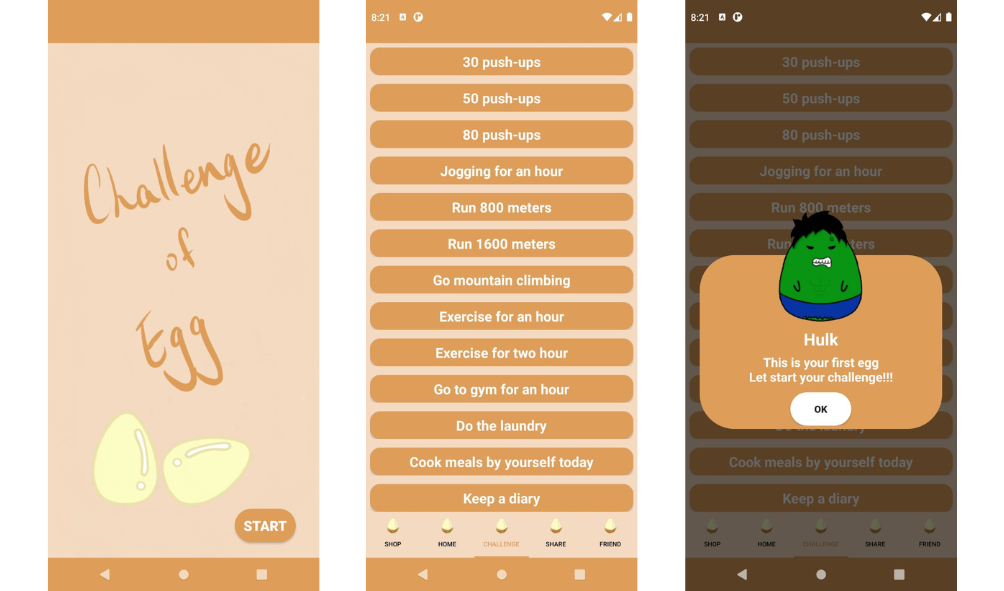 Challenge
of
Egg
START
8:21
30 push-ups
50 push-ups
80 push-ups
Jogging for an hour
Run 800 meters
Run 1600 meters
Go mountain climbing
Exercise for an hour
Exercise for two hour
Go to gym for an hour
Do the laundry
Cook meals by yourself today
Keep a diary
SHOP HOME CHALLENGE SHARE FRIEND
8:21
30 push-ups
50 push-ups
80 push-ups
Jogging for an hour
Run 800 meters
Hulk
This is your first egg
Let start your challenge!!!
OK
Cook meals by yourself today
Keep a diary
SHOP HOME CHALLENGE SHARE FRIEND